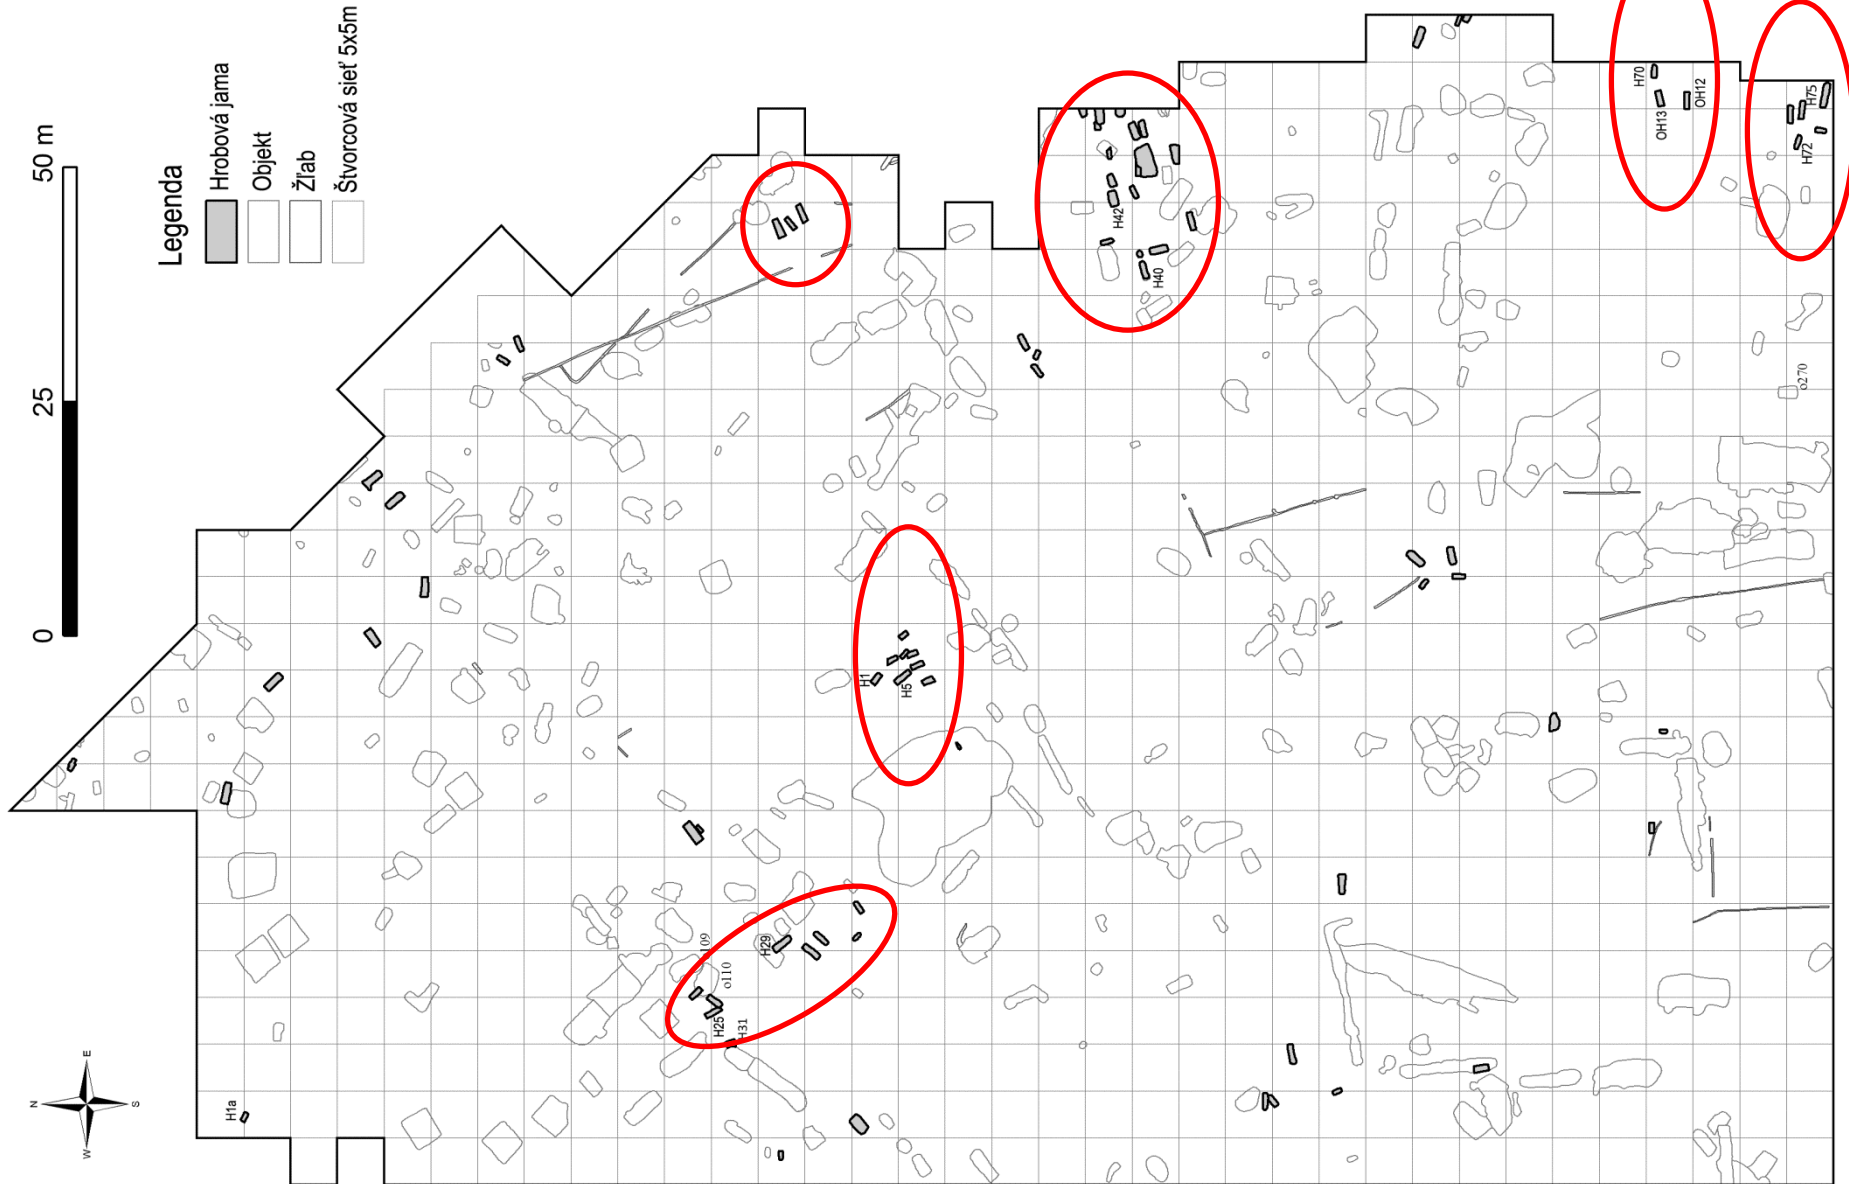 0 25 50 m
Legenda
Hrobová jama
Objekt
Žľab
Štvorcová sieť 5x5m
N
E
S
W
H1a
H1
H5
H25
H31
H29
o110
H42
H40
H70
OH13
OH12
H75
H72
o270